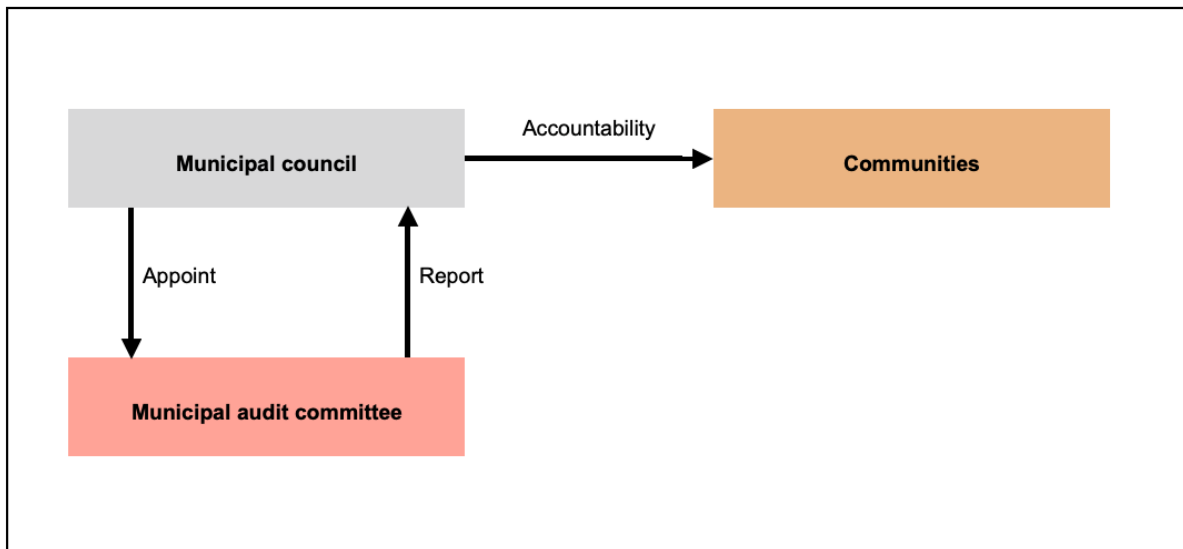 Accountability
Municipal council
Communities
Appoint
Report
Municipal audit committee